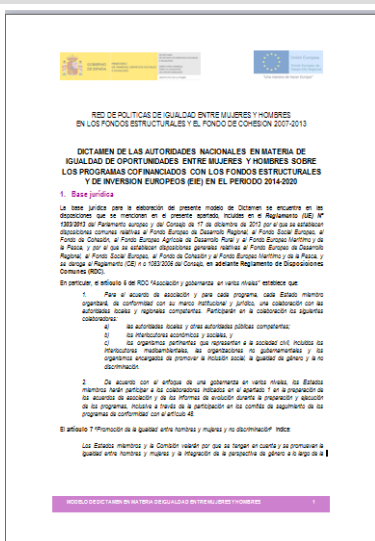 GOBIERNO
DE ESPAÑA
RED DE POLITICAS DE IGUALDAD ENTRE MUJERES Y HOMBRES
EN LOS FONDOS ESTRUCTURALES Y EL FONDO DE COHESION 2007-2013
DICTAMEN DE LAS AUTORIDADES NACIONALES EN MATERIA DE
IGUALDAD DE OPORTUNIDADES ENTRE MUJERES Y HOMBRES SOBRE
LOS PROGRAMAS COFINANCIADOS CON LOS FONDOS ESTRUCTURALES
Y DE INVERSION EUROPEOS (EIE) EN EL PERIODO 2014-2020
1. Base jurídica
La base jurídica para la elaboración del presente modelo de Dictamen se encuentra en las
disposiciones que se mencionan en el presente apartado, incluidas en el Reglamento (UE) Nº
1303/2013 del Parlamento europeo y del Consejo de 17 de diciembre de 2013 por el que se establecen
disposiciones comunes relativas al Fondo Europeo de Desarrollo Regional, al Fondo Social Europeo, al
Fondo de Cohesión, al Fondo Europeo Agrícola de Desarrollo Rural y al Fondo Europeo Marítimo y de
la Pesca, y por el que se establecen disposiciones generales relativas al Fondo Europeo de Desarrollo
Regional, al Fondo Social Europeo, al Fondo de Cohesión y al Fondo Europeo Marítimo y de la Pesca, y
se deroga el Reglamento (CE) n o 1083/2006 del Consejo, en adelante Reglamento de Disposiciones
Comunes (RDC).
En particular, el artículo 5 del RDC "Asociación y gobernanza en varios niveles" establece que:
1. Para el acuerdo de asociación y para cada programa, cada Estado miembro
organizará, de conformidad con su marco institucional y jurídico, una colaboración con las
autoridades locales y regionales competentes. Participarán en la colaboración los siguientes
colaboradores:
a) las autoridades locales y otras autoridades públicas competentes;
b) los interlocutores económicos y sociales, y
c) los organismos pertinentes que representen a la sociedad civil, incluidos los
interlocutores medioambientales, las organizaciones no gubernamentales y los
organismos encargados de promover la inclusión social, la igualdad de género y la no
discriminación.
2. De acuerdo con el enfoque de una gobernanza en varios niveles, los Estados
miembros harán participar a los colaboradores indicados en el apartado 1 en la preparación de
los acuerdos de asociación y de los informes de evolución durante la preparación y ejecución
de los programas, inclusive a través de la participación en los comités de seguimiento de los
programas de conformidad con el artículo 48.
El artículo 7 "Promoción de la igualdad entre hombres y mujeres y no discriminación" indica:
Los Estados miembros y la Comisión velarán por que se tengan en cuenta y se promuevan la
igualdad entre hombres y mujeres y la integración de la perspectiva de género a lo largo de la
MODELO DE DICTAMEN EN MATERIA DE IGUALDAD ENTRE MUJERES Y HOMBRES 1